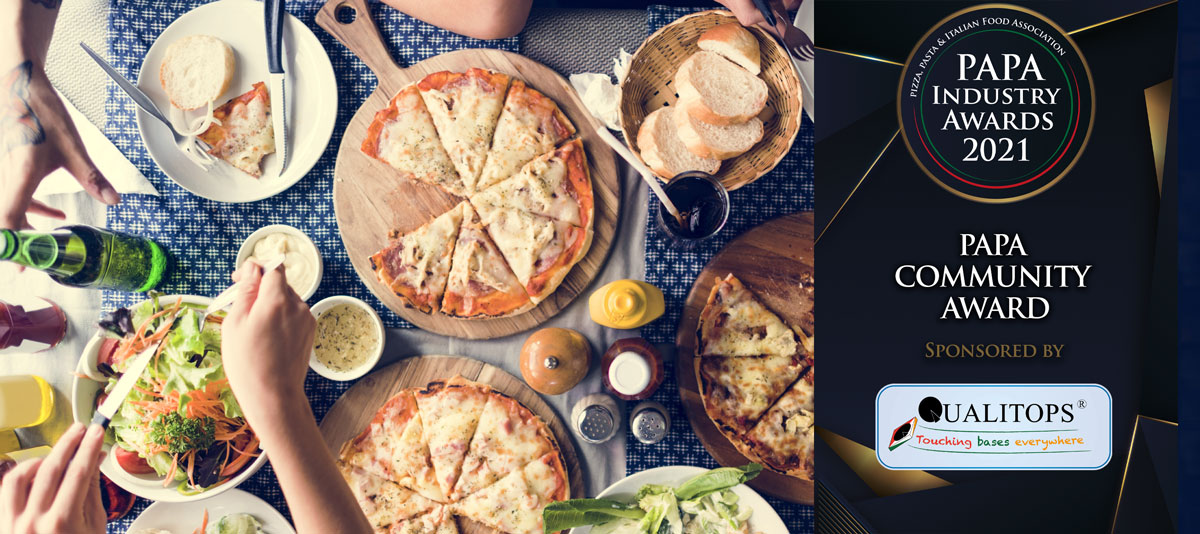 PIZZA, PASTA & ITALIAN FOOD ASSOCIATION
PAPA
INDUSTRY
AWARDS
2021
PAPA
COMMUNITY
AWARD
SPONSORED BY
QUALITOPS®
Touching bases everywhere